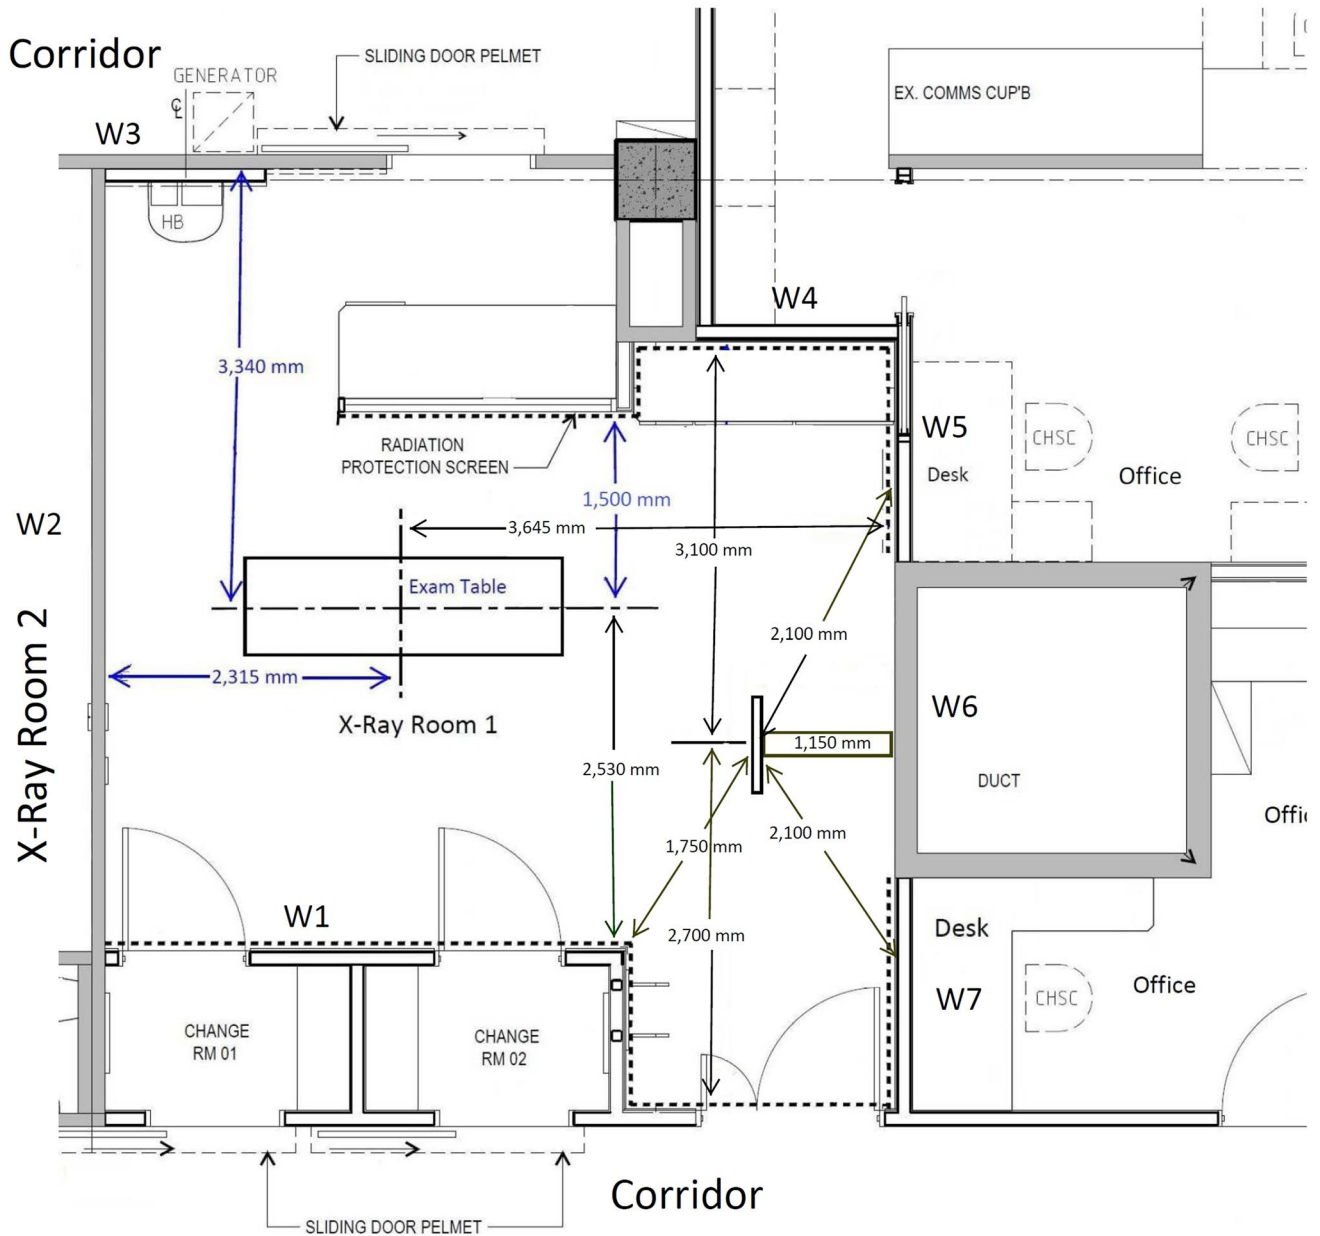 Corridor
SLIDING DOOR PELMET
GENERATOR
EX. COMMS CUP'B
W3
HB
W4
3,340 mm
W5
CHSC
CHSC
RADIATION
PROTECTION SCREEN
Desk
Office
1,500 mm
W2
3,645 mm
3,100 mm
Exam Table
2,100 mm
2,315 mm
W6
X-Ray Room 1
X-Ray Room 2
1,150 mm
2,530 mm
DUCT
2,100 mm
1,750 mm
W1
Desk
2,700 mm
Office
W7
CHSC
CHANGE
RM 01
CHANGE
RM 02
Corridor
SLIDING DOOR PELMET